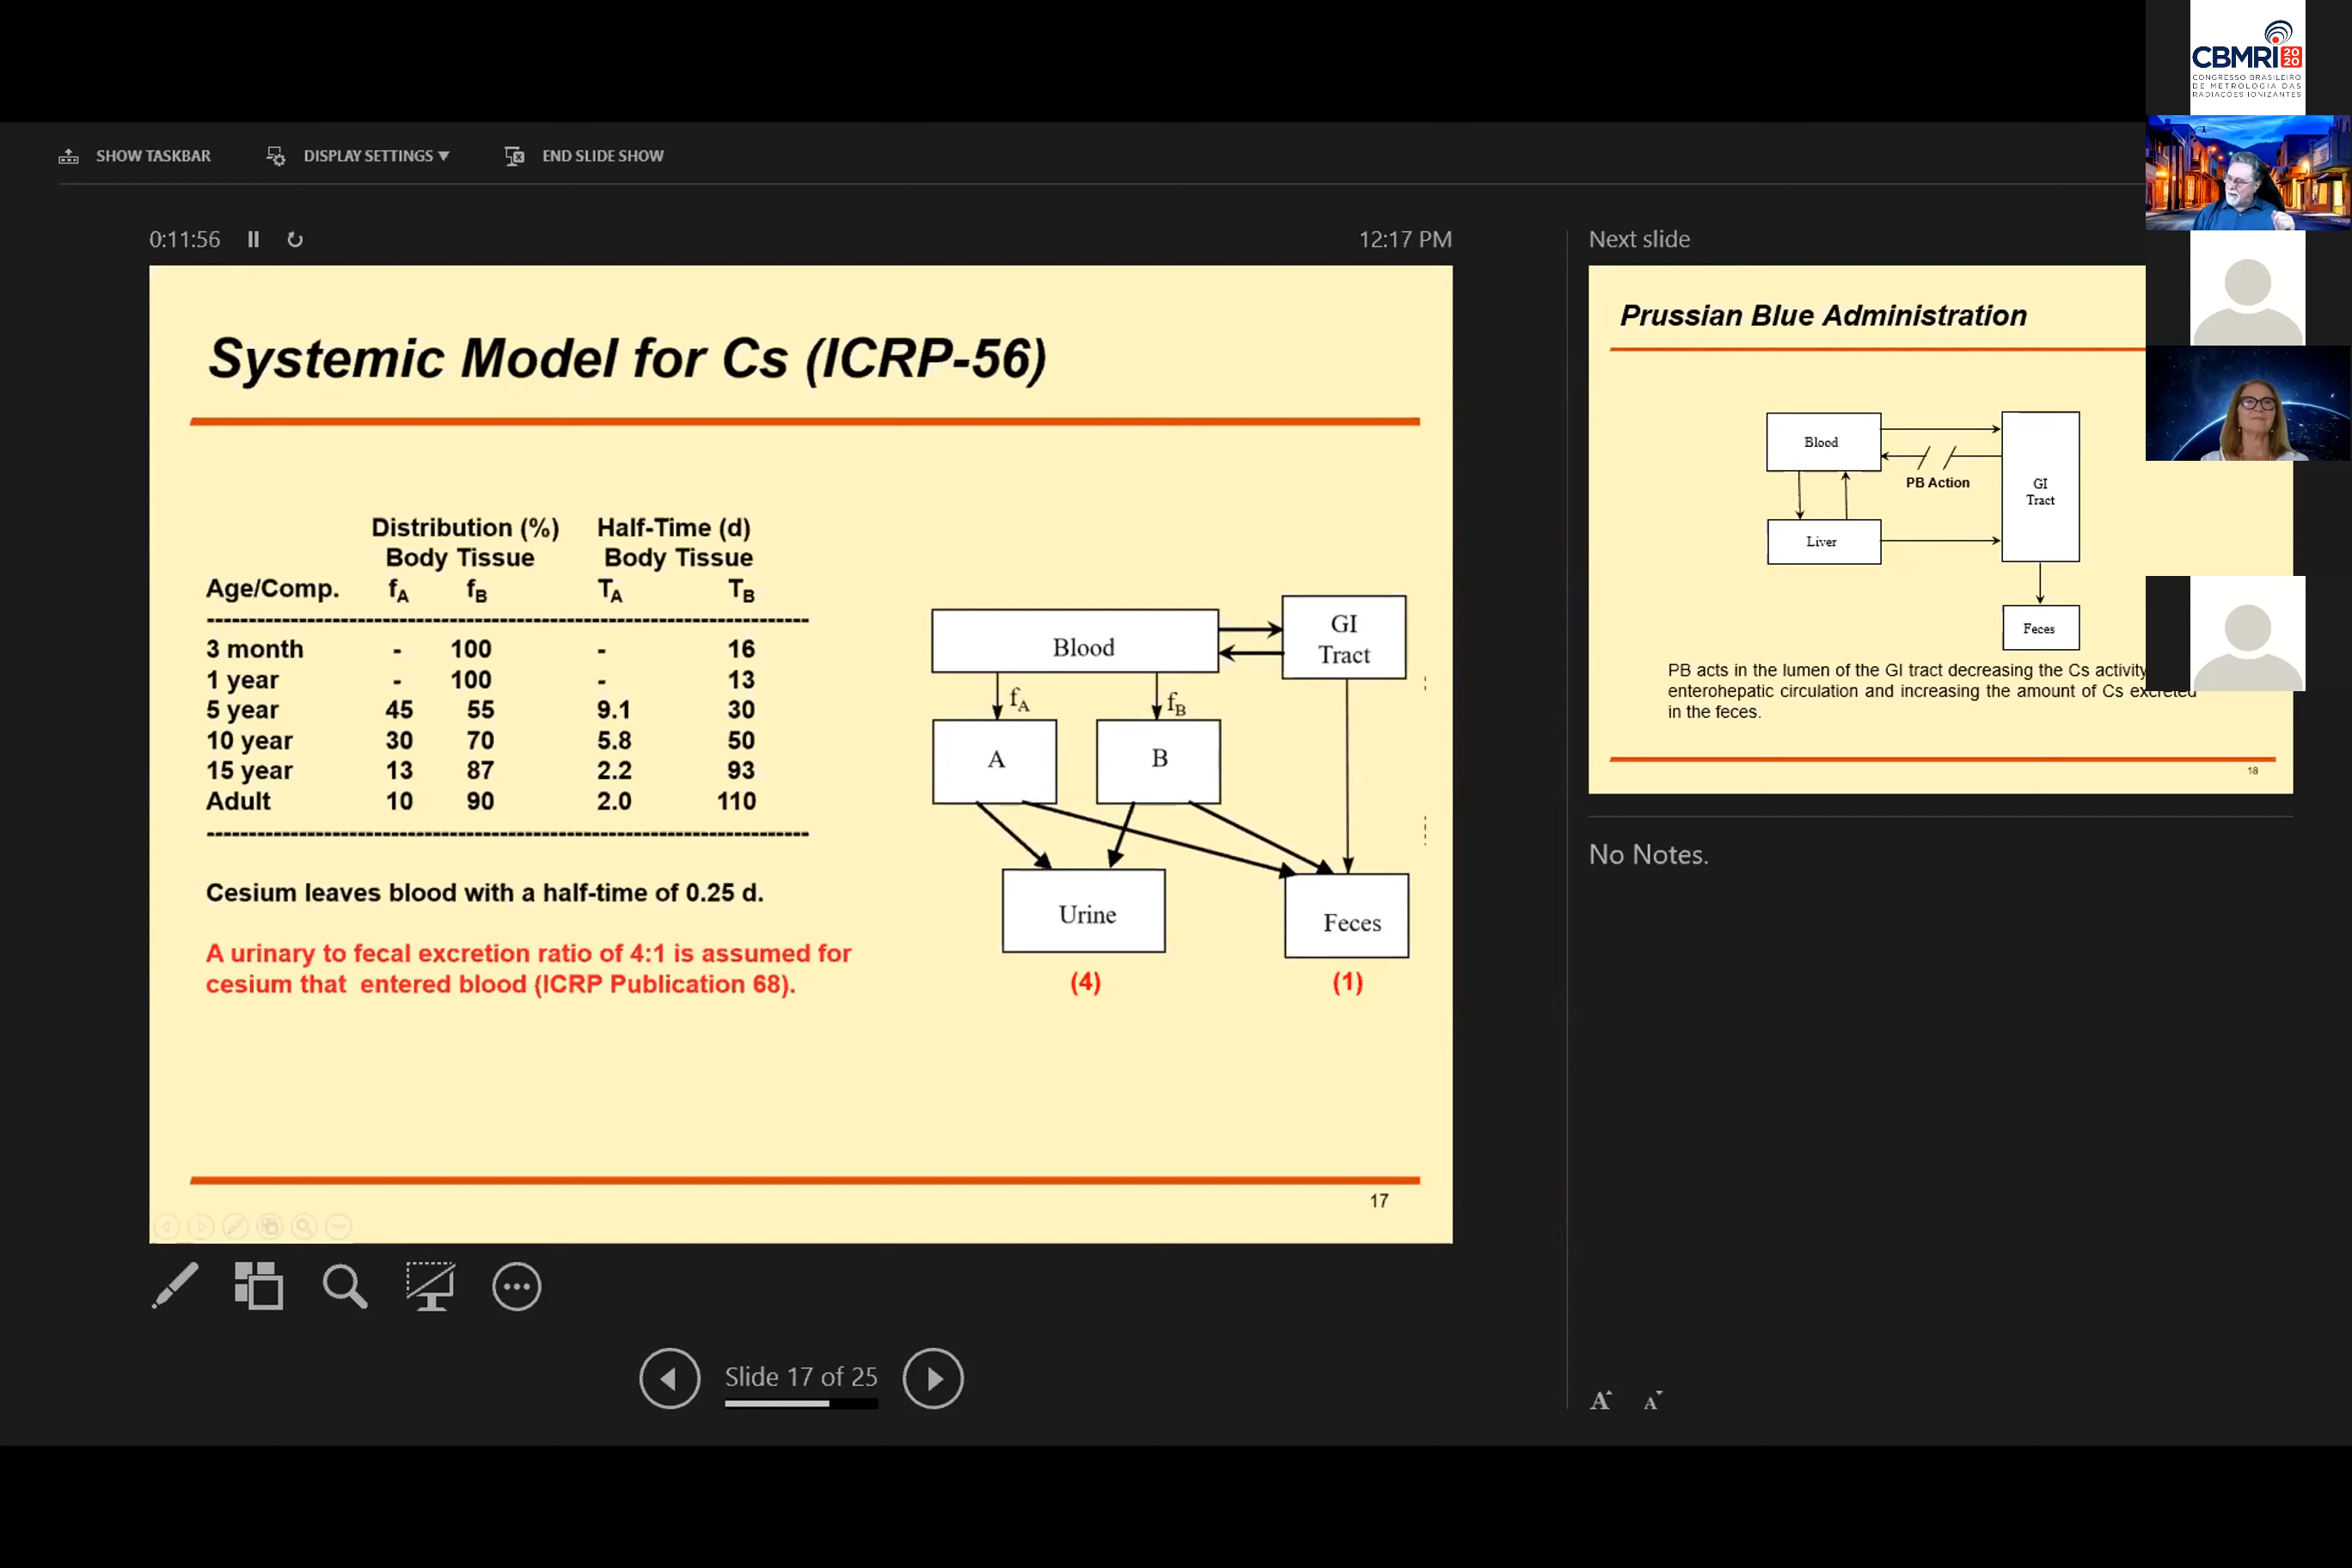 SHOW TASKBAR DISPLAY SETTINGS ▼ END SLIDE SHOW
0:11:56 12:17 PM
Systemic Model for Cs (ICRP-56)
Distribution (%) Half-Time (d)
Body Tissue Body Tissue
Age/Comp. fA fB TA TB
3 month - 100 - 16
1 year - 100 - 13
5 year 45 55 9.1 30
10 year 30 70 5.8 50
15 year 13 87 2.2 93
Adult 10 90 2.0 110
Cesium leaves blood with a half-time of 0.25 d.
A urinary to fecal excretion ratio of 4:1 is assumed for
cesium that entered blood (ICRP Publication 68).
Blood
GI
Tract
fA
fB
A
B
Urine
Feces
(4)
(1)
17
Slide 17 of 25
Next slide
Prussian Blue Administration
Blood
PB Action
GI
Tract
Liver
Feces
PB acts in the lumen of the GI tract decreasing the Cs activity
enterohepatic circulation and increasing the amount of Cs excreted
in the feces.
18
No Notes.
A A
CBMRI 20
20
CONGRESSO BRASILEIRO
DE METROLOGIA DAS
RADIAÇÕES IONIZANTES